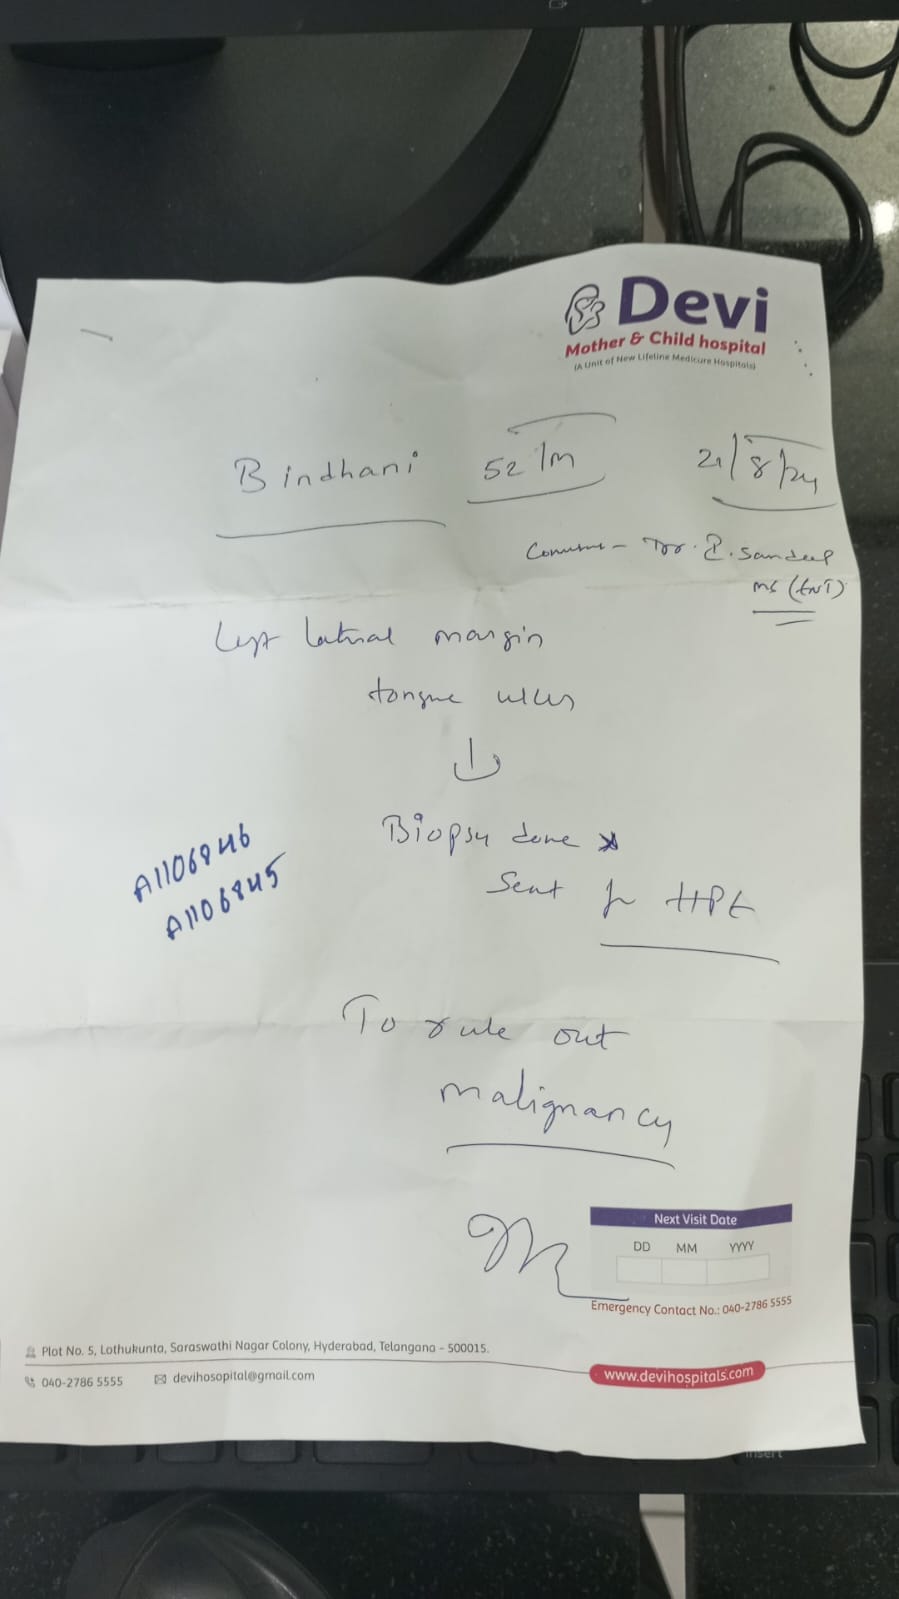 Devi
Mother & Child hospital
(A Unit of New Lifeline Medicure Hospitals)
Bindhani 52/m 21/8/24
Dr. P. Sandeep
MS (ENT)
Left lateral margin
tongue ulcer
Biopsy done
Sent for HPE
A1106846
A1106845
To rule out
malignancy
Next Visit Date
DD MM YYYY
Emergency Contact No.: 040-2786 5555
Plot No. 5, Lothukunta, Saraswathi Nagar Colony, Hyderabad, Telangana - 500015.
040-2786 5555 devihosopital@gmail.com
www.devihospitals.com
Insert